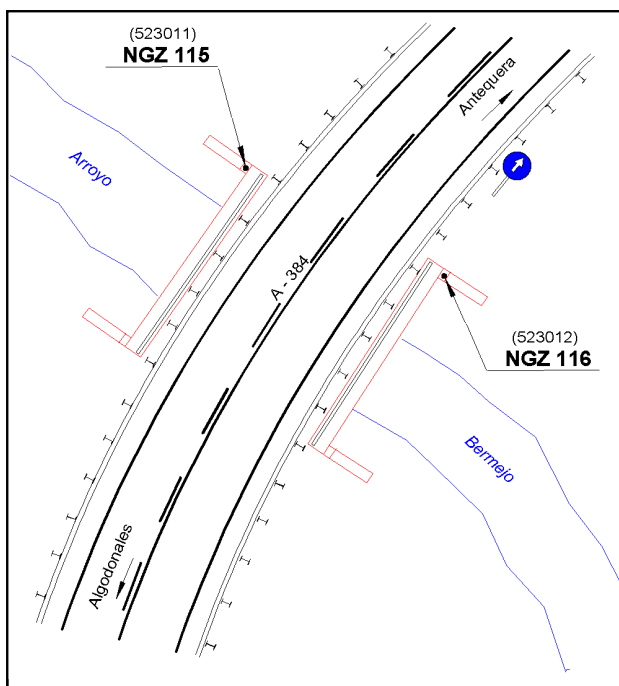 (523011)
NGZ 115
Antequera
Arroyo
A - 384
(523012)
NGZ 116
Bermejo
Algodonales